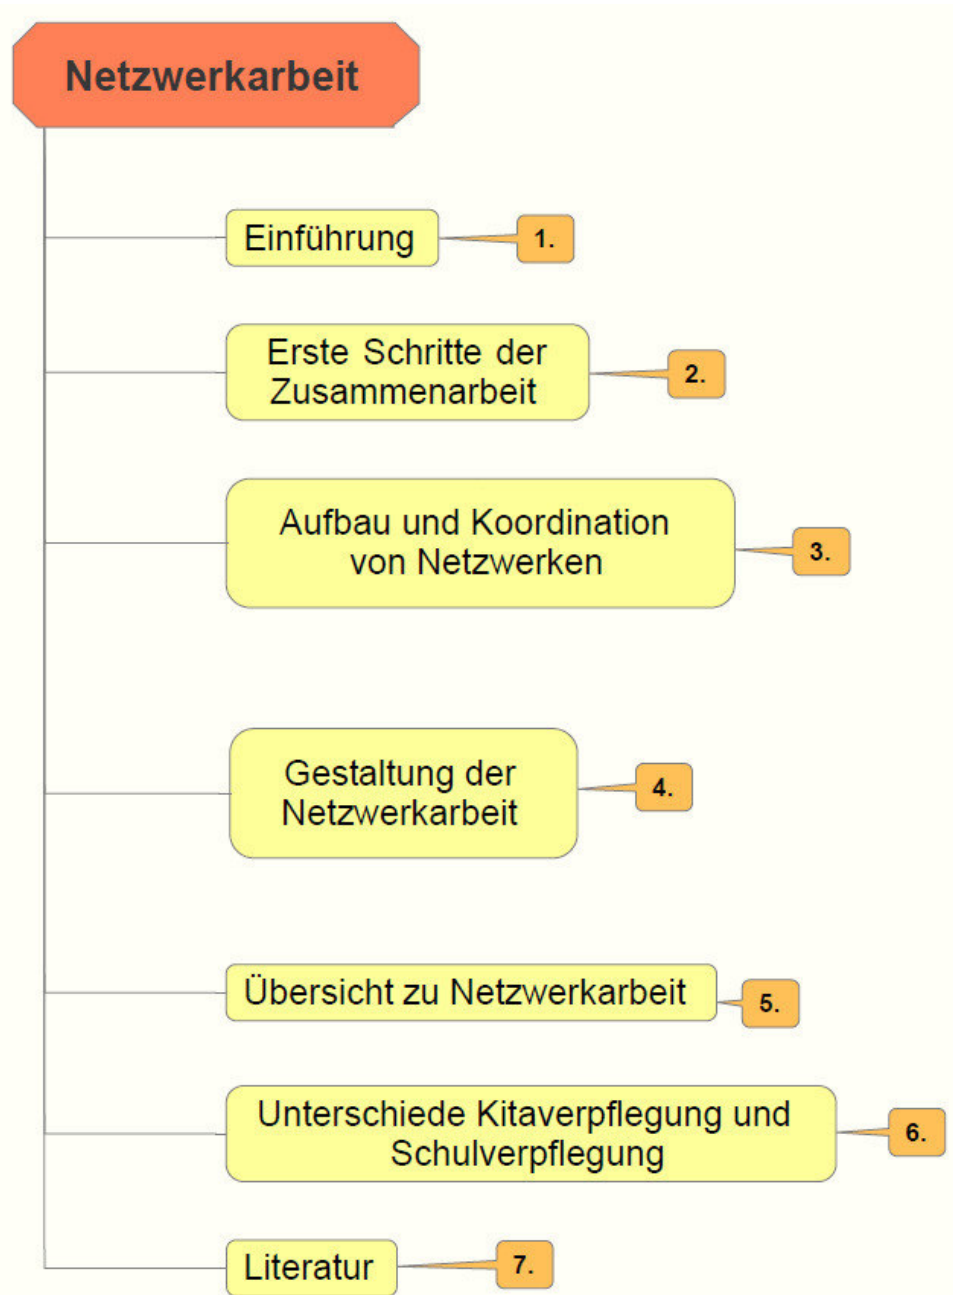 Netzwerkarbeit
Einführung
1.
Erste Schritte der
Zusammenarbeit
2.
Aufbau und Koordination
von Netzwerken
3.
Gestaltung der
Netzwerkarbeit
4.
Übersicht zu Netzwerkarbeit
5.
Unterschiede Kitaverpflegung und
Schulverpflegung
6.
Literatur
7.